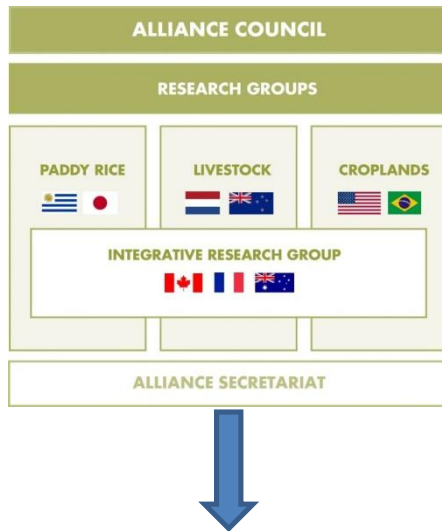 ALLIANCE COUNCIL
RESEARCH GROUPS
PADDY RICE
LIVESTOCK
CROPLANDS
INTEGRATIVE RESEARCH GROUP
ALLIANCE SECRETARIAT